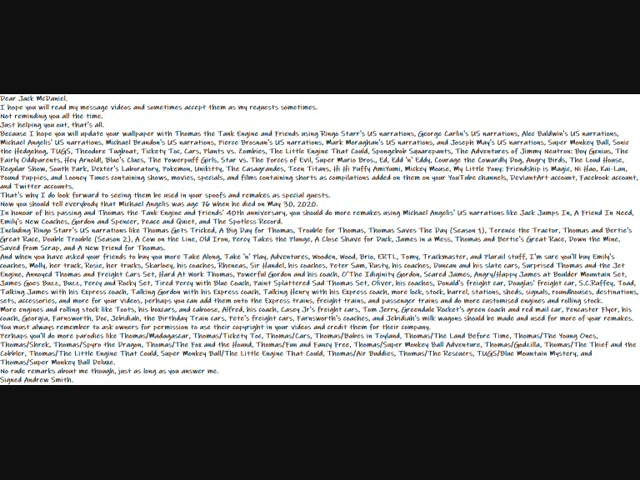 Dear Jack McDaniel.
I hope you will read my message videos and sometimes accept them as my requests sometimes.
Not reminding you all the time.
Just helping you out, that's all.
Because I hope you will update your wallpaper with Thomas the Tank Engine and Friends using Ringo Starr's US narrations, George Carlin's US narrations, Alec Baldwin's US narrations,
Michael Angelis' US narrations, Michael Brandon's US narrations, Pierce Brosnan's US narrations, Mark Moraghan's US narrations, and Joseph May's US narrations, Super Monkey Ball, Sonic
the Hedgehog, TUGS, Theodore Tugboat, Tickety Toc, Cars, Plants vs. Zombies, The Little Engine That Could, Spongebob Squarepants, The Adventures of Jimmy Neutron: Boy Genius, The
Fairly Oddparents, Hey Arnold, Blue's Clues, The Powerpuff Girls, Star vs. The Forces of Evil, Super Mario Bros., Ed, Edd 'n' Eddy, Courage the Cowardly Dog, Angry Birds, The Loud House,
Regular Show, South Park, Dexter's Laboratory, Pokemon, Unikitty, The Casagrandes, Teen Titans, Hi Hi Puffy AmiYumi, Mickey Mouse, My Little Pony: Friendship is Magic, Ni Hao, Kai-Lan,
Pound Puppies, and Looney Tunes containing shows, movies, specials, and films containing shorts as compilations added on them on your YouTube channels, DeviantArt account, Facebook account,
and Twitter accounts.
That's why I do look forward to seeing them be used in your spoofs and remakes as special guests.
Now you should tell everybody that Michael Angelis was age 76 when he died on May 30, 2020.
In honour of his passing and Thomas the Tank Engine and Friends' 40th anniversary, you should do more remakes using Michael Angelis' US narrations like Jack Jumps In, A Friend In Need,
Emily's New Coaches, Gordon and Spencer, Peace and Quiet, and The Spotless Record.
Including Ringo Starr's US narrations like Thomas Gets Tricked, A Big Day for Thomas, Trouble for Thomas, Thomas Saves The Day (Season 1), Terence the Tractor, Thomas and Bertie's
Great Race, Double Trouble (Season 2), A Cow on the Line, Old Iron, Percy Takes the Plunge, A Close Shave for Duck, James in a Mess, Thomas and Bertie's Great Race, Down the Mine,
Saved from Scrap, and A New Friend for Thomas.
And when you have asked your friends to buy you more Take Along, Take 'n' Play, Adventures, Wooden, Wood, Brio, ERTL, Tomy, Trackmaster, and Plarail stuff, I'm sure you'll buy Emily's
coaches, Molly, her track, Rosie, her tracks, Skarloey, his coaches, Rheneas, Sir Handel, his coaches, Peter Sam, Rusty, his coaches, Duncan and his slate cars, Surprised Thomas and the Jet
Engine, Annoyed Thomas and Freight Cars Set, Hard At Work Thomas, Powerful Gordon and his coach, O'The Idiginity Gordon, Scared James, Angry/Happy James at Boulder Mountain Set,
James Goes Buzz, Buzz, Percy and Rocky Set, Tired Percy with Blue Coach, Paint Splattered Sad Thomas Set, Oliver, his coaches, Donald's freight car, Douglas' freight car, S.C.Ruffey, Toad,
Talking James with his Express coach, Talking Gordon with his Express coach, Talking Henry with his Express coach, more lock, stock, barrel, stations, sheds, signals, roundhouses, destinations,
sets, accessories, and more for your videos, perhaps you can add them onto the Express trains, freight trains, and passenger trains and do more customised engines and rolling stock.
More engines and rolling stock like Toots, his boxcars, and caboose, Alfred, his coach, Casey Jr's freight cars, Tom Jerry, Greendale Rocket's green coach and red mail car, Pencaster Flyer, his
coach, Georgia, Farnsworth, Doc, Jebidiah, the Birthday Train cars, Pete's freight cars, Farnsworth's coaches, and Jebidiah's milk wagons should be made and used for more of your remakes.
You must always remember to ask owners for permission to use their copyright in your videos and credit them for their company.
Perhaps you'll do more parodies like Thomas/Madagascar, Thomas/Tickety Toc, Thomas/Cars, Thomas/Babes in Toyland, Thomas/The Land Before Time, Thomas/The Young Ones,
Thomas/Shrek, Thomas/Spyro the Dragon, Thomas/The Fox and the Hound, Thomas/Fun and Fancy Free, Thomas/Super Monkey Ball Adventure, Thomas/Godzilla, Thomas/The Thief and the
Cobbler, Thomas/The Little Engine That Could, Super Monkey Ball/The Little Engine That Could, Thomas/Air Buddies, Thomas/The Rescuers, TUGS/Blue Mountain Mystery, and
Thomas/Super Monkey Ball Deluxe.
No rude remarks about me though, just as long as you answer me.
Signed Andrew Smith.